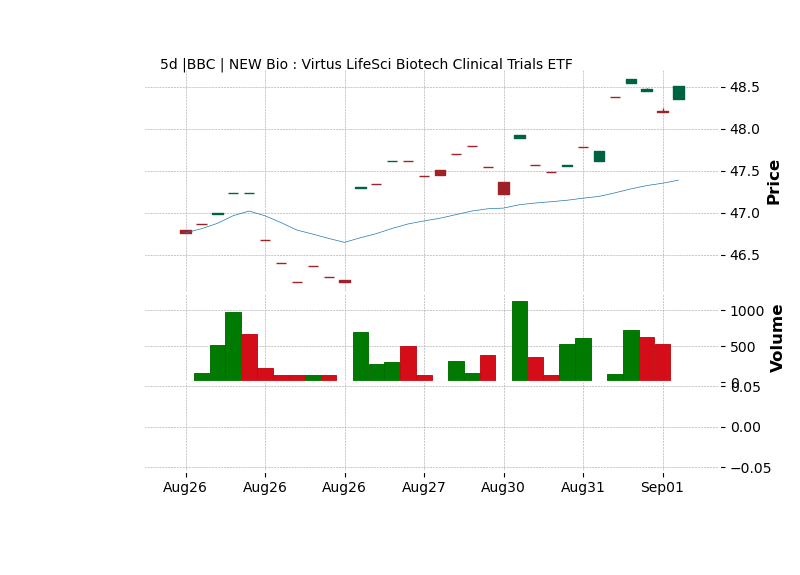 5d |BBC | NEW Bio : Virtus LifeSci Biotech Clinical Trials ETF
48.5
48.0
47.5
47.0
46.5
Price
1000
500
0
Volume
0.05
0.00
−0.05
Aug26 Aug26 Aug26 Aug27 Aug30 Aug31 Sep01